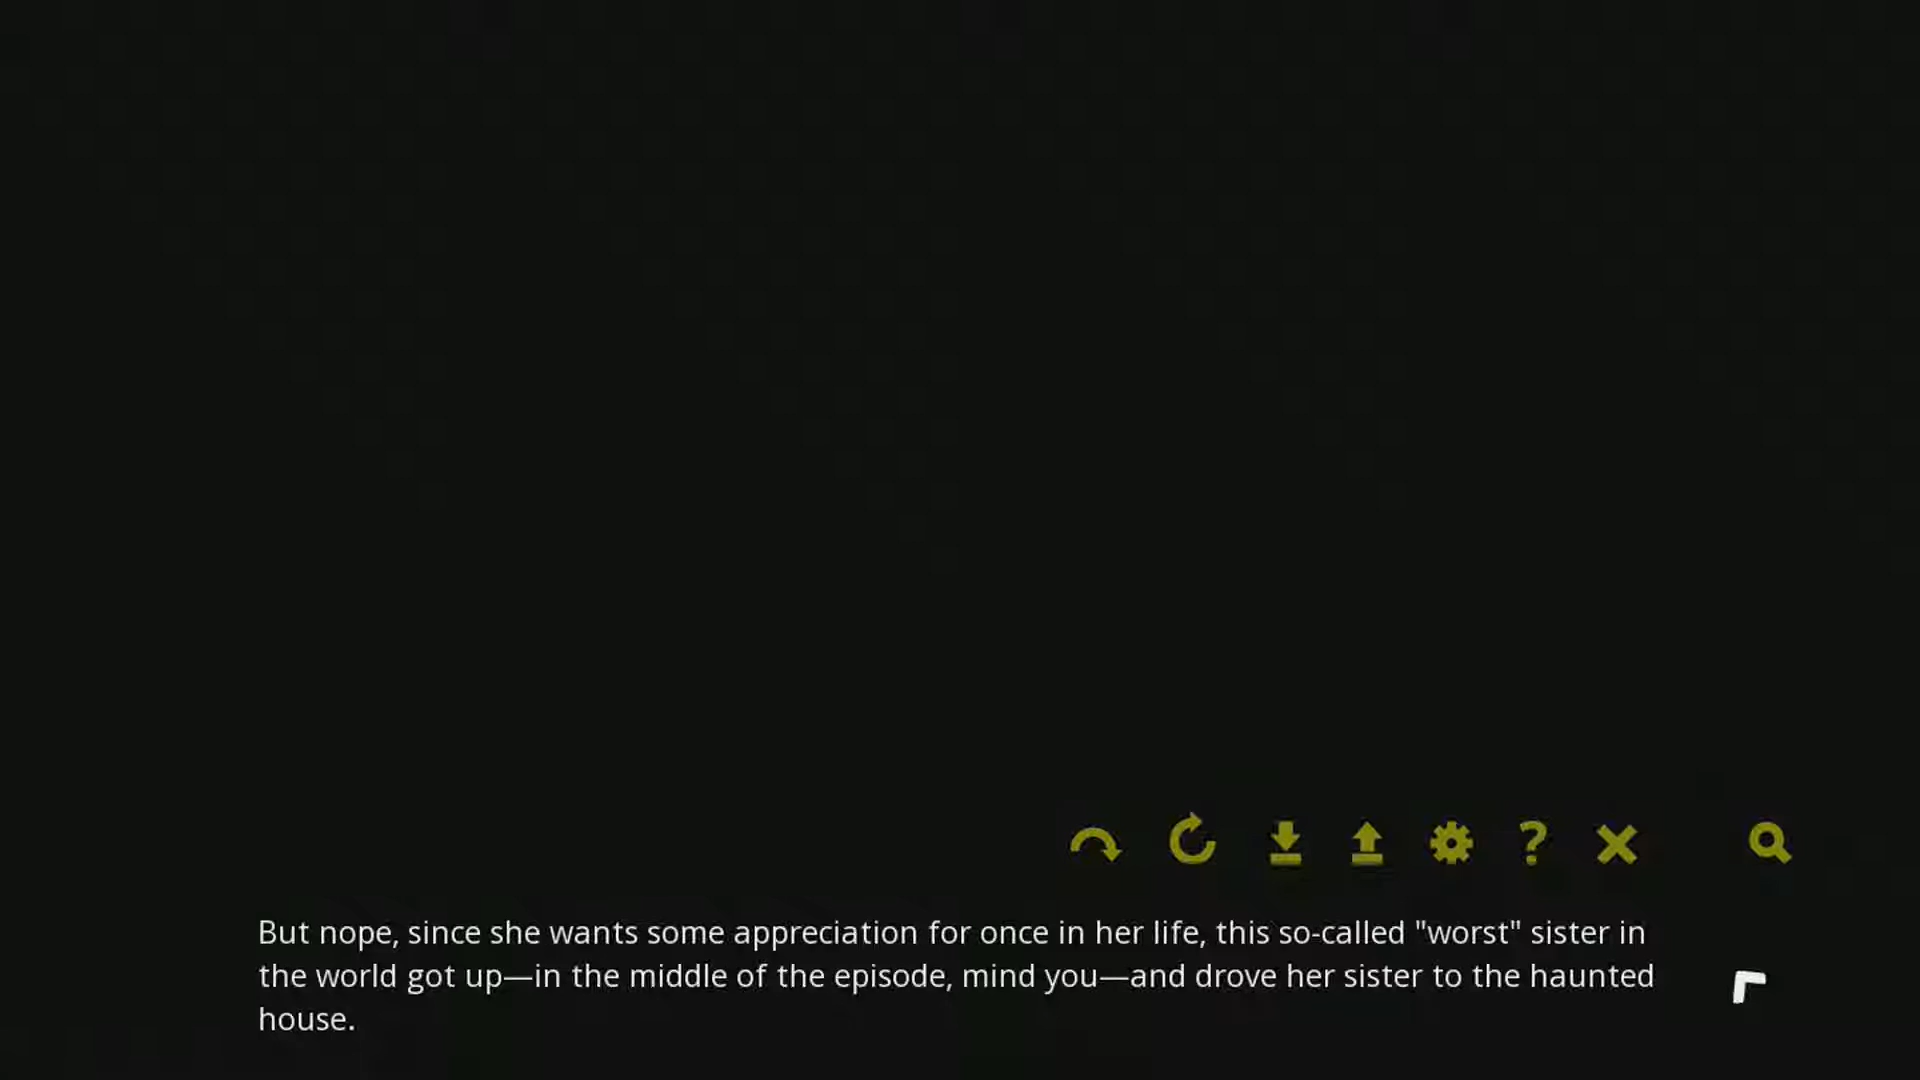 But nope, since she wants some appreciation for once in her life, this so-called "worst" sister in
the world got up—in the middle of the episode, mind you—and drove her sister to the haunted
house.